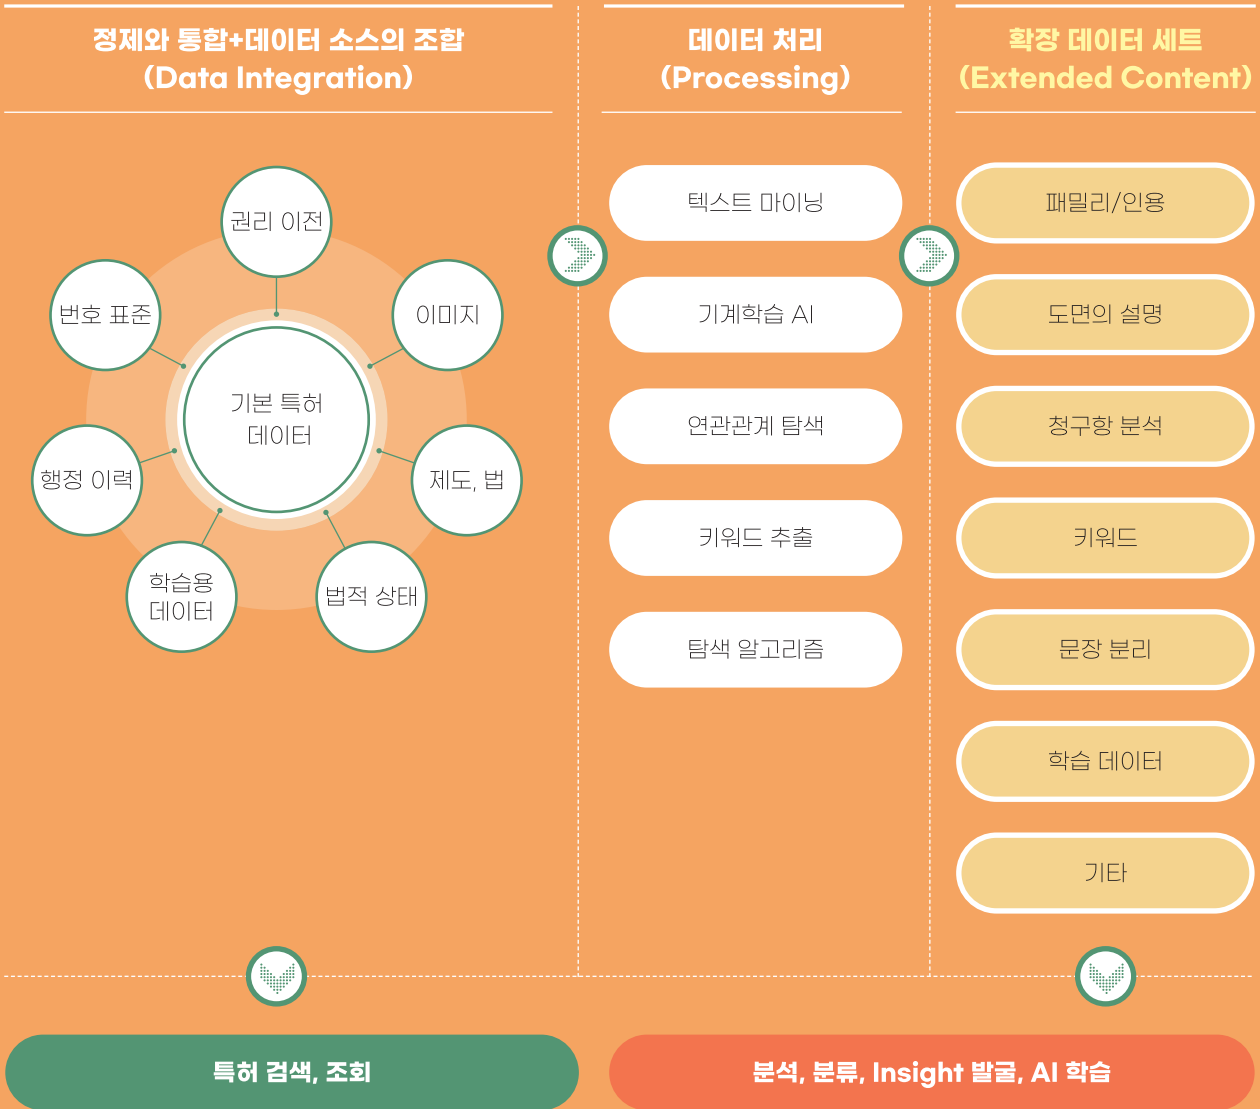 정제와 통합+데이터 소스의 조합
(Data Integration)
데이터 처리
(Processing)
확장 데이터 세트
(Extended Content)
권리 이전
번호 표준
이미지
기본 특허
데이터
행정 이력
제도, 법
학습용
데이터
법적 상태
텍스트 마이닝
기계학습 AI
연관관계 탐색
키워드 추출
탐색 알고리즘
패밀리/인용
도면의 설명
청구항 분석
키워드
문장 분리
학습 데이터
기타
특허 검색, 조회
분석, 분류, Insight 발굴, AI 학습